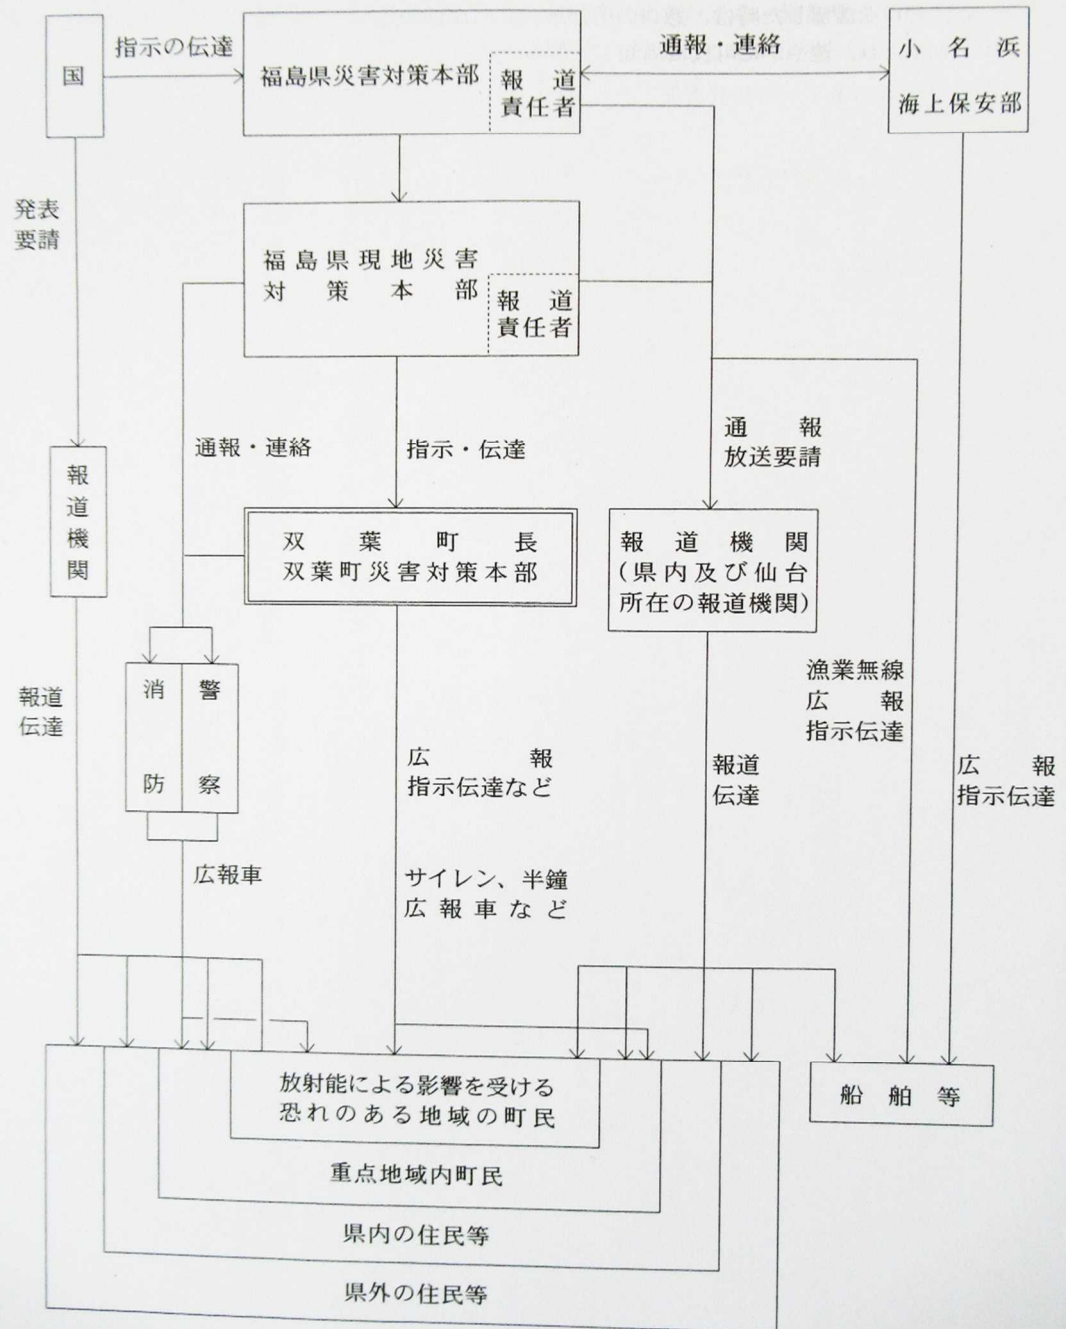 指示の伝達
国
福島県災害対策本部
報道
責任者
通報・連絡
小名浜
海上保安部
発表
要請
福島県現地災害
対策本部
報道
責任者
通報・連絡
指示・伝達
通報
放送要請
報道機関
双葉町長
双葉町災害対策本部
報道機関
(県内及び仙台
所在の報道機関)
消防
警察
報道
伝達
広報
指示伝達など
報道
伝達
漁業無線
広報
指示伝達
広報
指示伝達
広報車
サイレン、半鐘
広報車など
放射能による影響を受ける
恐れのある地域の町民
船舶等
重点地域内町民
県内の住民等
県外の住民等